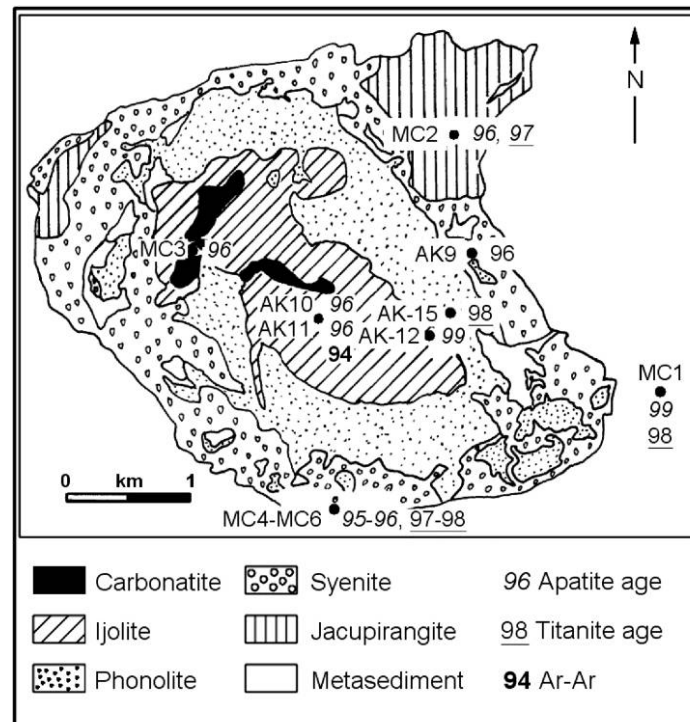 N
MC2 96, 97
MC3 96
AK9 96
AK10 96
AK-15 98
AK11 96
AK-12 99
94
MC1
99
98
0 km 1
MC4-MC6 95-96, 97-98
Carbonatite Syenite 96 Apatite age
Ijolite Jacupirangite 98 Titanite age
Phonolite Metasediment 94 Ar-Ar